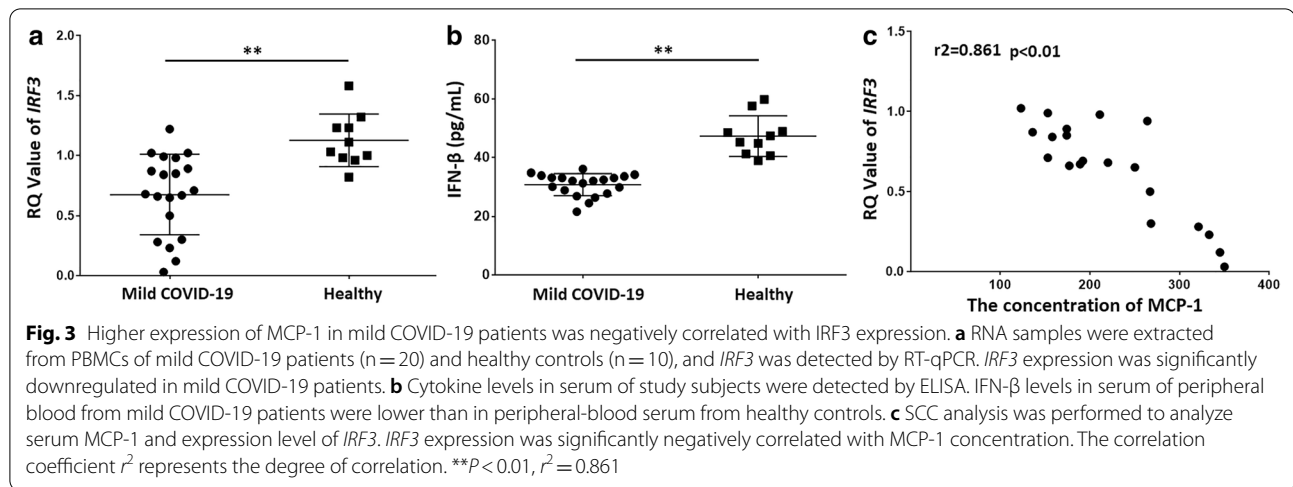 a
2.0
1.5
1.0
0.5
0.0
RQ Value of IRF3
**
Mild COVID-19 Healthy
b
80
60
40
20
0
IFN-β (pg/mL)
**
Mild COVID-19 Healthy
c
1.5
1.0
0.5
0.0
RQ Value of IRF3
r2=0.861 p<0.01
100 200 300 400
The concentration of MCP-1
Fig. 3 Higher expression of MCP-1 in mild COVID-19 patients was negatively correlated with IRF3 expression. a RNA samples were extracted
from PBMCs of mild COVID-19 patients (n = 20) and healthy controls (n = 10), and IRF3 was detected by RT-qPCR. IRF3 expression was significantly
downregulated in mild COVID-19 patients. b Cytokine levels in serum of study subjects were detected by ELISA. IFN-β levels in serum of peripheral
blood from mild COVID-19 patients were lower than in peripheral-blood serum from healthy controls. c SCC analysis was performed to analyze
serum MCP-1 and expression level of IRF3. IRF3 expression was significantly negatively correlated with MCP-1 concentration. The correlation
coefficient r² represents the degree of correlation. **P < 0.01, r² = 0.861